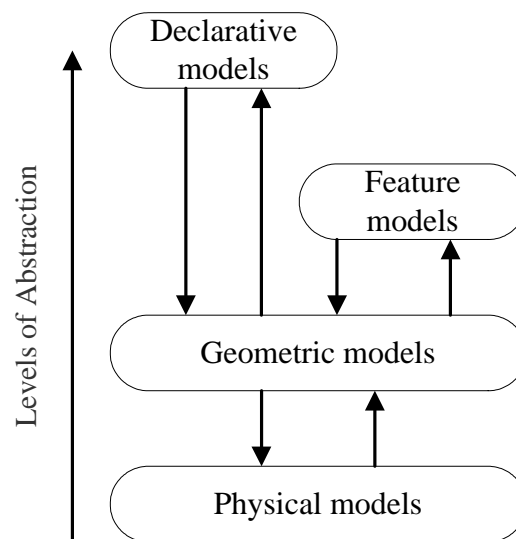 Declarative
models
Feature
models
Levels of Abstraction
Geometric models
Physical models